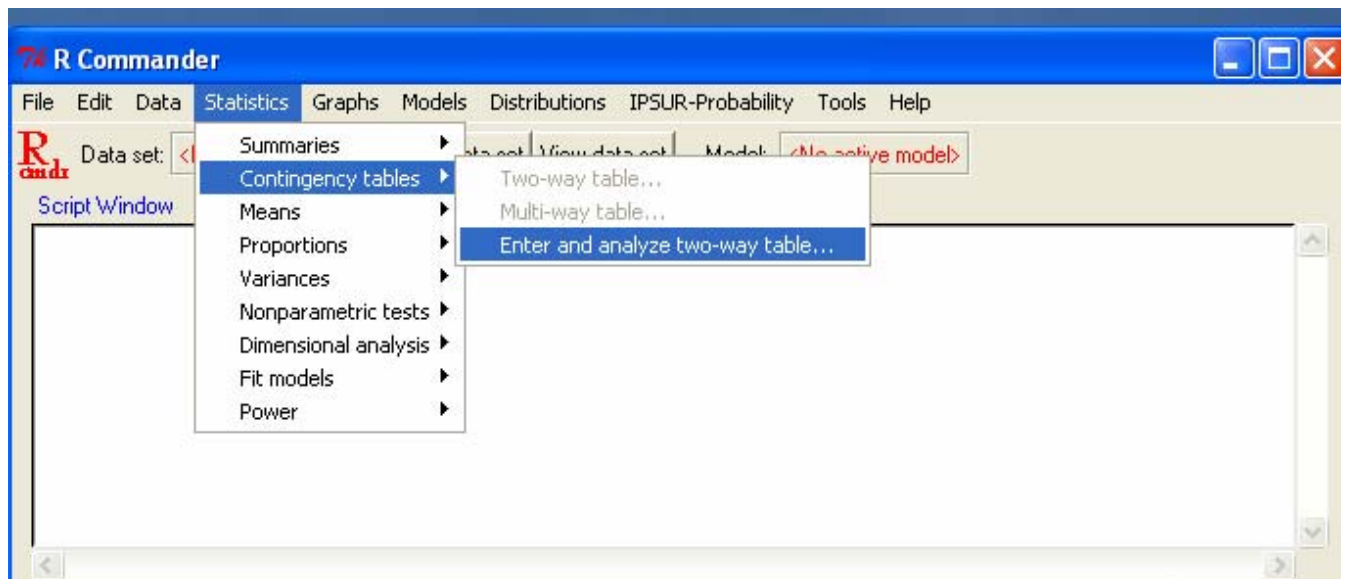 R Commander
File Edit Data Statistics Graphs Models Distributions IPSUR-Probability Tools Help
R Data set: View data set Model: <No active model>
cmdr
Script Window
Summaries
Contingency tables
Means
Proportions
Variances
Nonparametric tests
Dimensional analysis
Fit models
Power
Two-way table...
Multi-way table...
Enter and analyze two-way table...